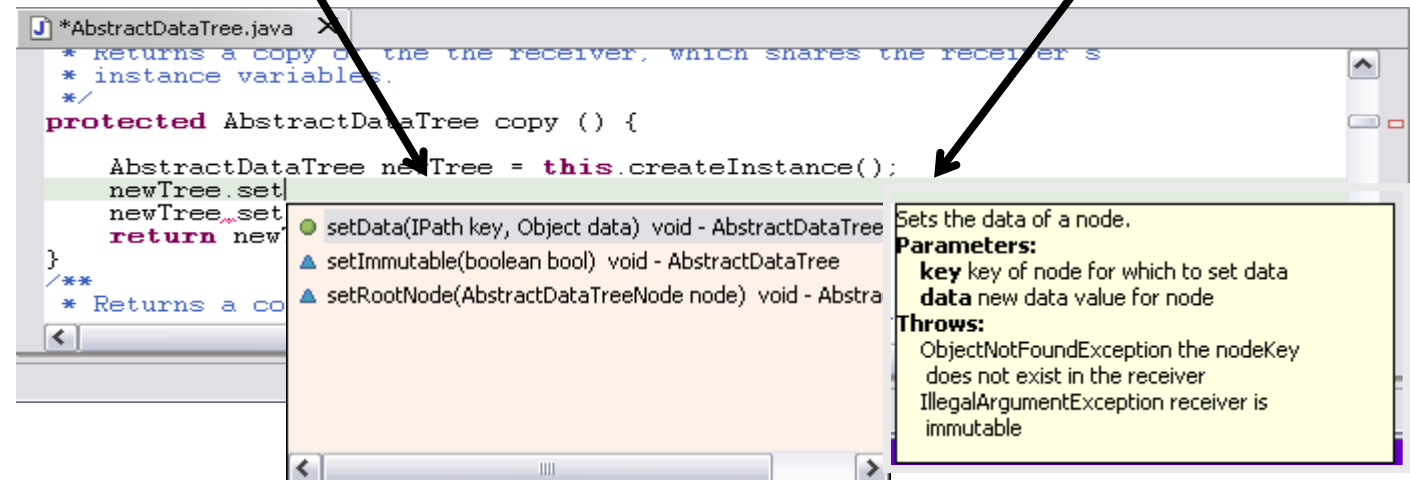 *AbstractDataTree.java
* Returns a copy of the the receiver, which shares the receiver's
* instance variables.
*/
protected AbstractDataTree copy () {
AbstractDataTree newTree = this.createInstance();
newTree.set
newTree.set
return new
}
/**
* Returns a co
setData(IPath key, Object data) void - AbstractDataTree
setImmutable(boolean bool) void - AbstractDataTree
setRootNode(AbstractDataTreeNode node) void - Abstra
Sets the data of a node.
Parameters:
key key of node for which to set data
data new data value for node
Throws:
ObjectNotFoundException the nodeKey
does not exist in the receiver
IllegalArgumentException receiver is
immutable